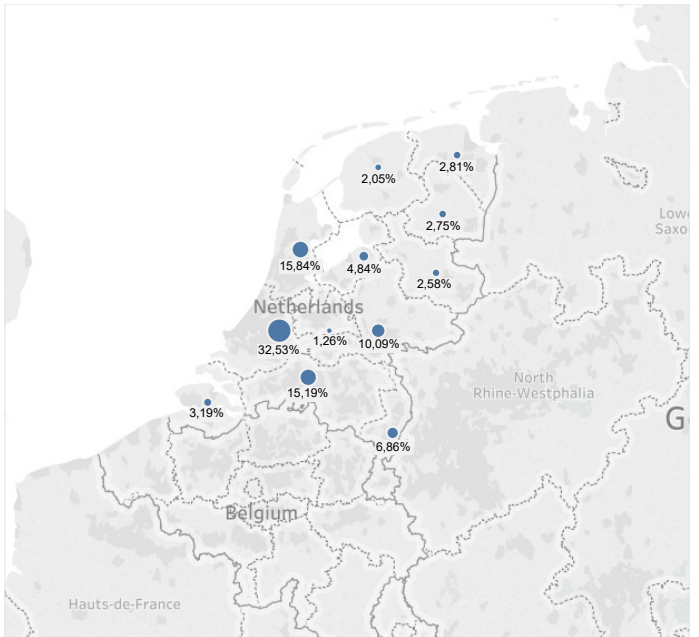 2,81%
2,05%
2,75%
Lowe
Saxo
15,84%
4,84%
2,58%
Netherlands
32,53%
1,26%
10,09%
15,19%
North
Rhine-Westphalia
3,19%
G
6,86%
Belgium
Hauts-de-France